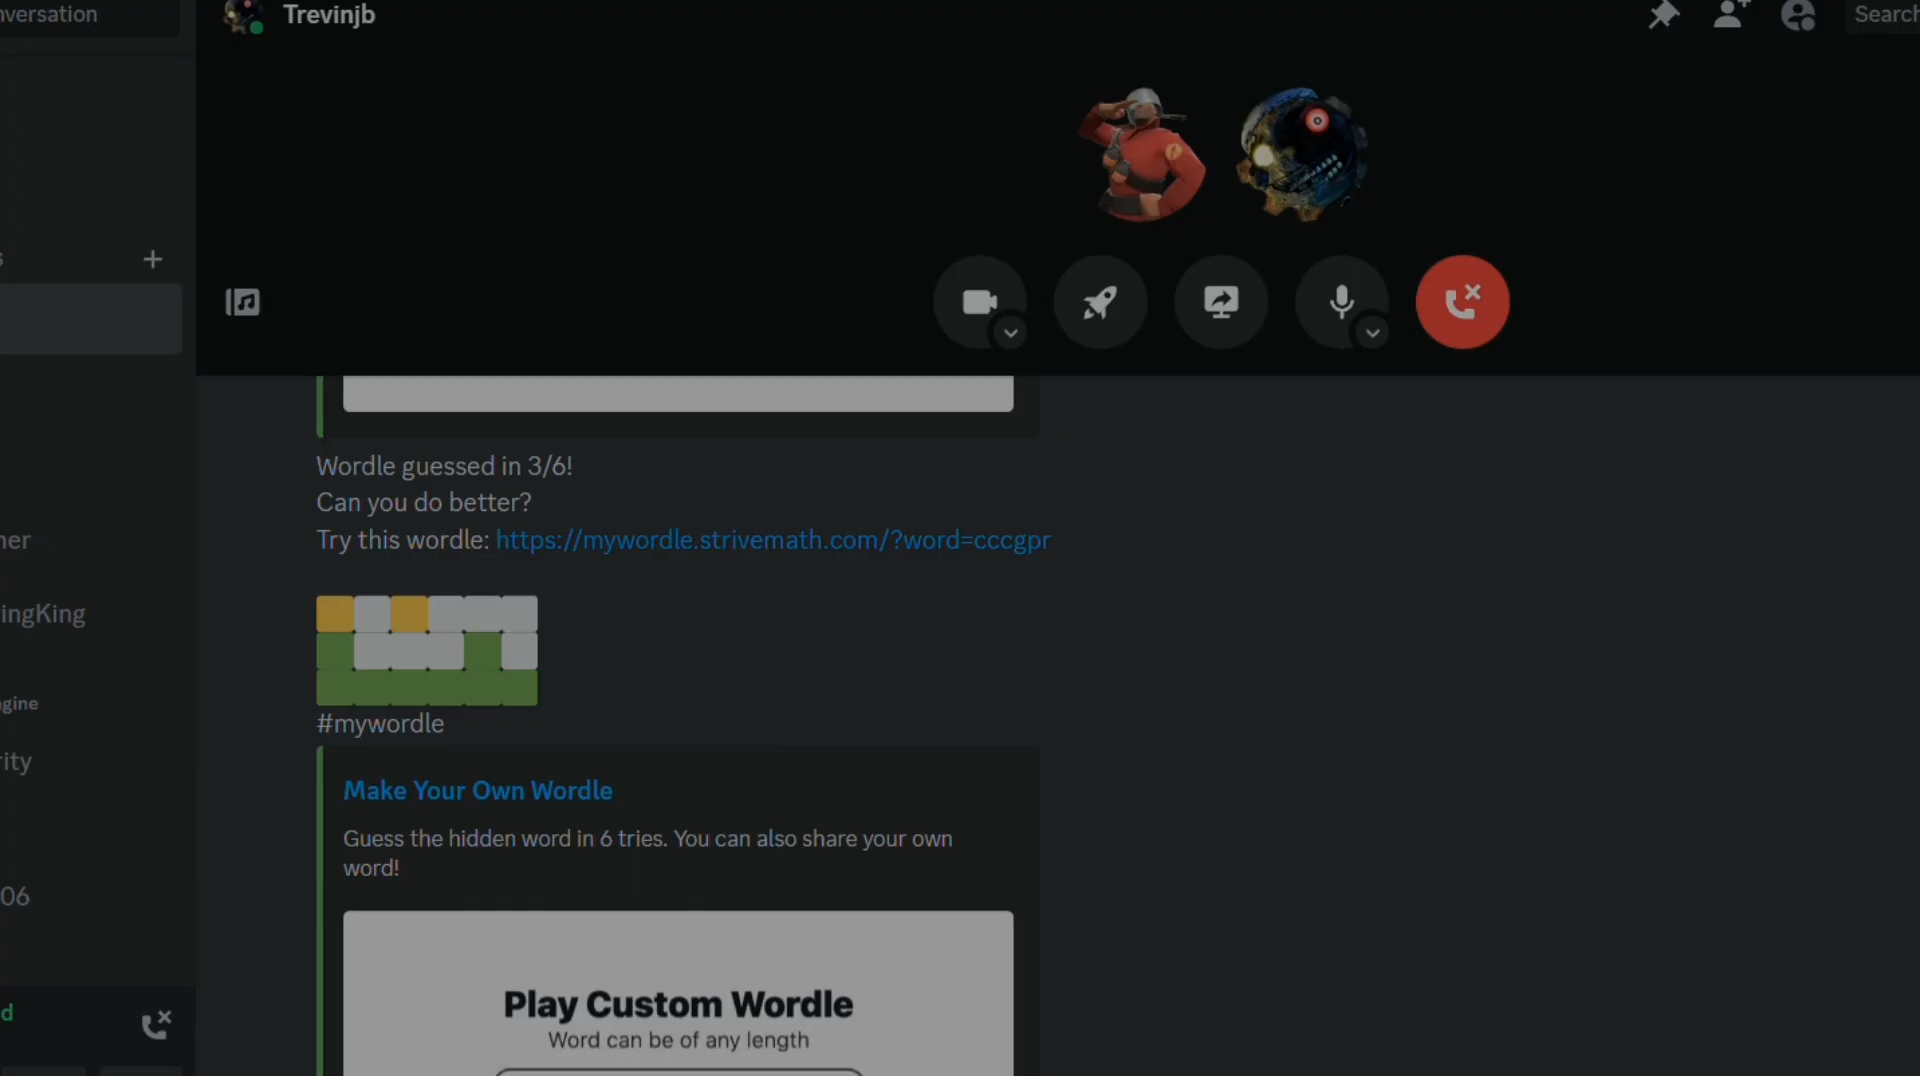 nversation
Trevinjb
Search
s
Wordle guessed in 3/6!
Can you do better?
Try this wordle: https://mywordle.strivemath.com/?word=cccgpr
ner
ingKing
#mywordle
gine
rity
Make Your Own Wordle
Guess the hidden word in 6 tries. You can also share your own
word!
06
Play Custom Wordle
d
Word can be of any length